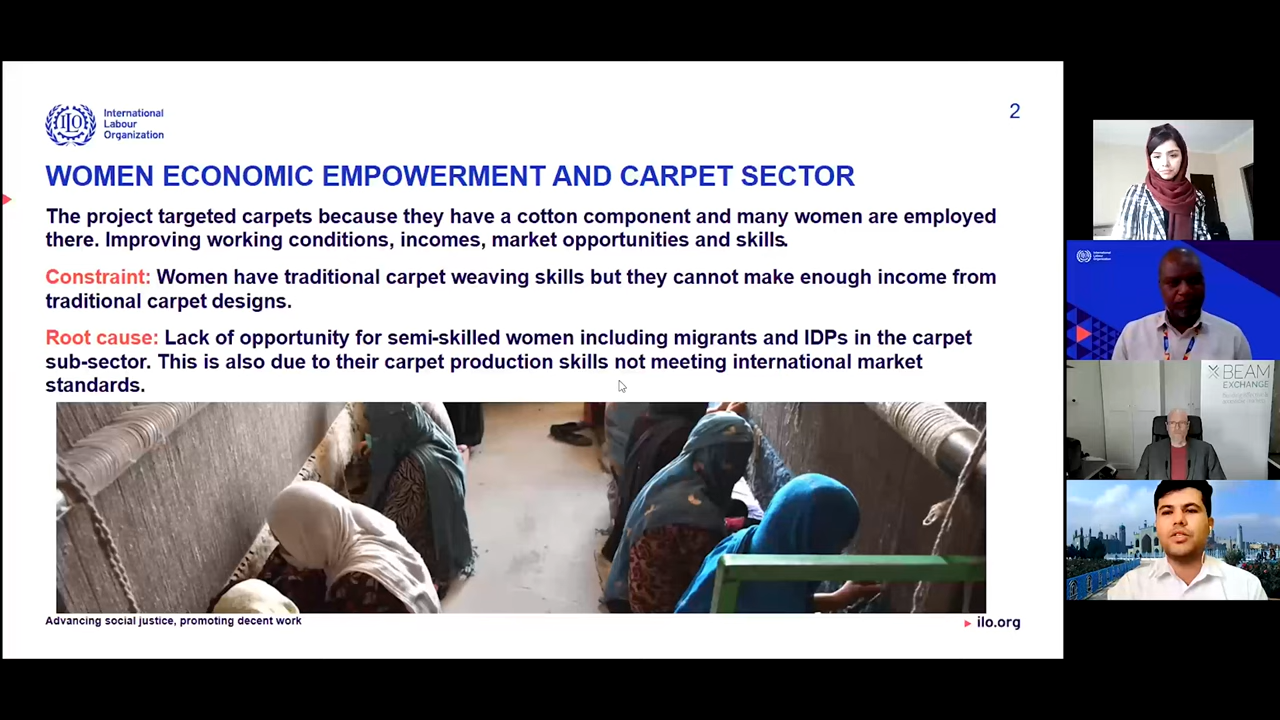 2
International
Labour
Organization
WOMEN ECONOMIC EMPOWERMENT AND CARPET SECTOR
The project targeted carpets because they have a cotton component and many women are employed
there. Improving working conditions, incomes, market opportunities and skills.
Constraint: Women have traditional carpet weaving skills but they cannot make enough income from
traditional carpet designs.
Root cause: Lack of opportunity for semi-skilled women including migrants and IDPs in the carpet
sub-sector. This is also due to their carpet production skills not meeting international market
standards.
Advancing social justice, promoting decent work
ilo.org
International
Labour
Organization
BEAM
EXCHANGE